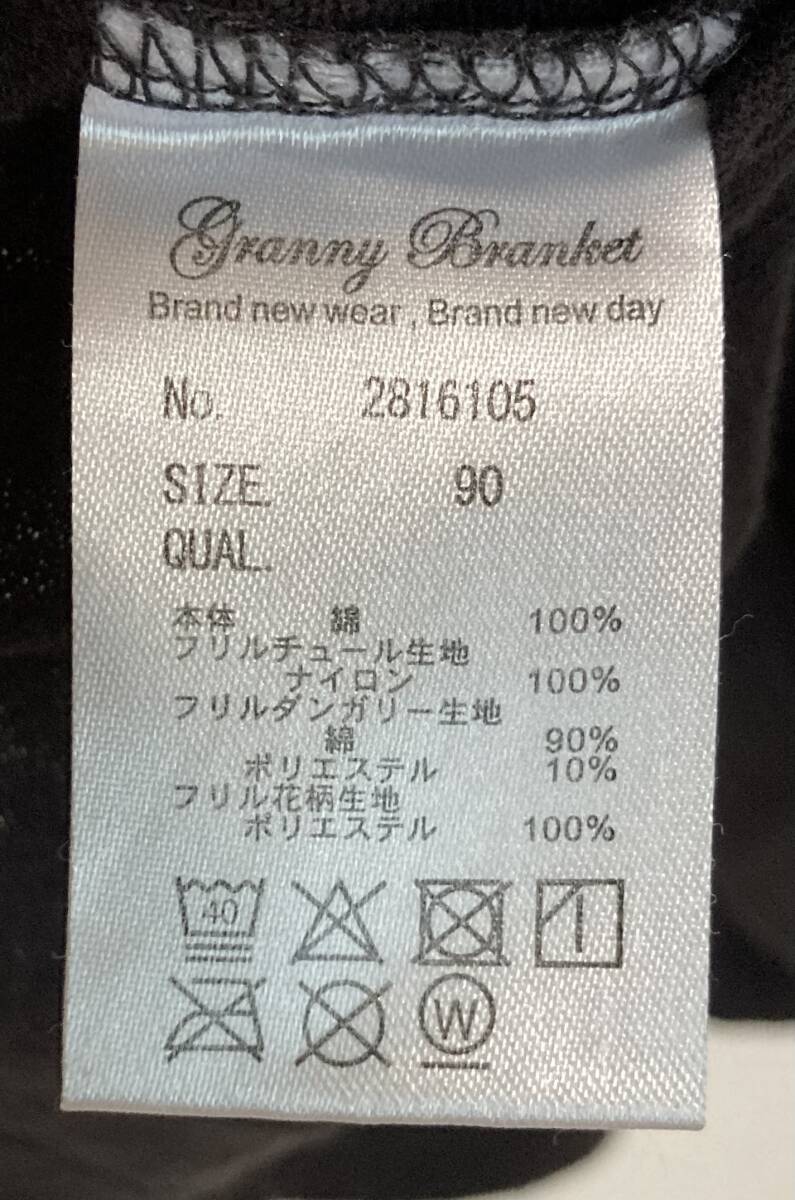 Granny Branket
Brand new wear , Brand new day
No. 2816105
SIZE. 90
QUAL.
本体 綿 100%
フリルチュール生地
ナイロン 100%
フリルダンガリー生地
綿 90%
ポリエステル 10%
フリル花柄生地
ポリエステル 100%
40
W